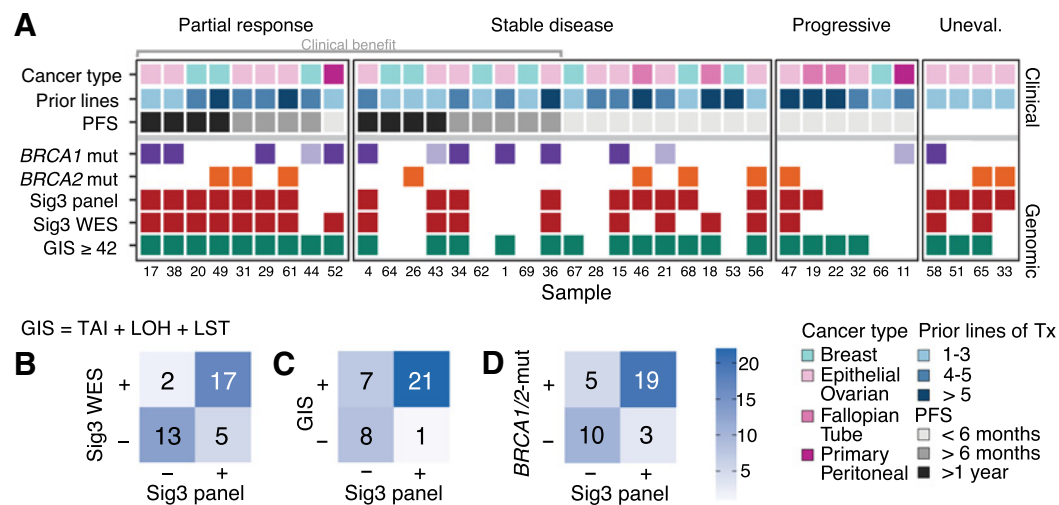 A
Partial response
Stable disease
Progressive
Uneval.
Clinical benefit
Cancer type
Prior lines
PFS
Clinical
BRCA1 mut
BRCA2 mut
Sig3 panel
Sig3 WES
GIS ≥ 42
Genomic
17 38 20 49 31 29 61 44 52 4 64 26 43 34 62 1 69 36 67 28 15 46 21 68 18 53 56 47 19 22 32 66 11 58 51 65 33
Sample
GIS = TAI + LOH + LST
B
Sig3 WES
+ 2 17
− 13 5
− +
Sig3 panel
C
GIS
+ 7 21
− 8 1
− +
Sig3 panel
D
BRCA1/2-mut
+ 5 19
− 10 3
− +
Sig3 panel
20
15
10
5
Cancer type
Breast
Epithelial
Ovarian
Fallopian
Tube
Primary
Peritoneal
Prior lines of Tx
1-3
4-5
> 5
PFS
< 6 months
> 6 months
>1 year